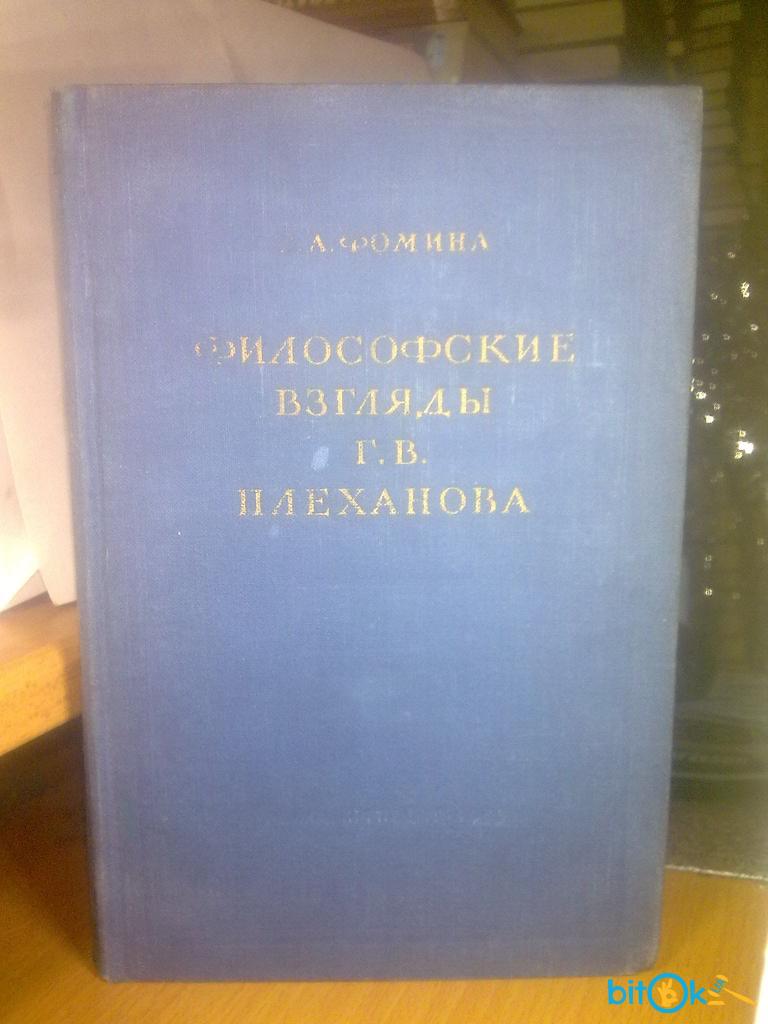 А. ФОМИНА
ФИЛОСОФСКИЕ
ВЗГЛЯДЫ
Г. В.
ПЛЕХАНОВА
bitOk